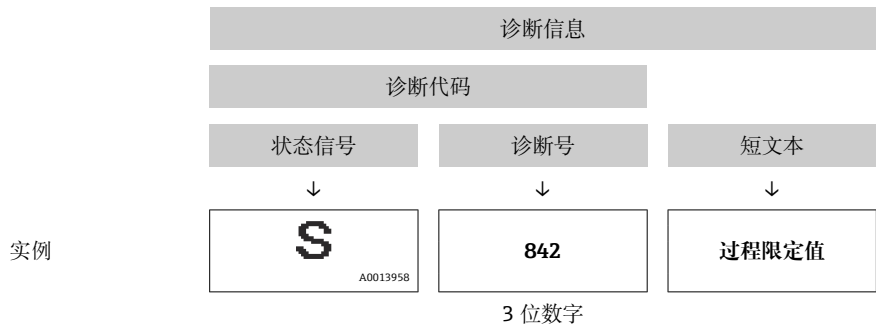 诊断信息
诊断代码
状态信号 诊断号 短文本
↓ ↓ ↓
实例 S 842 过程限定值
A0013958
3 位数字